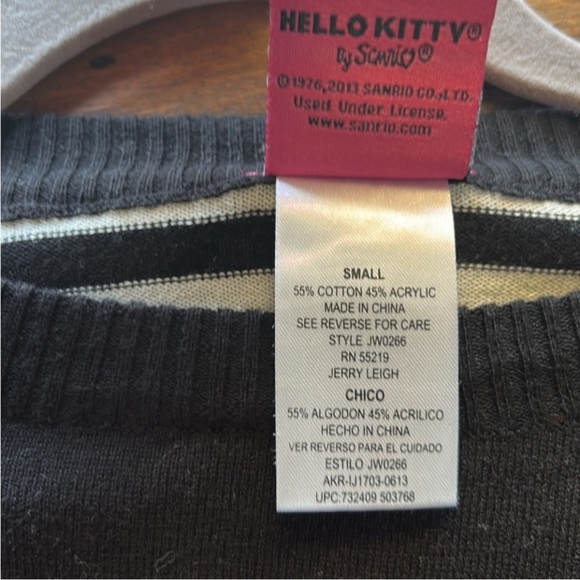 HELLO KITTY®
by Sanrio®
©1976,2013 SANRIO CO.,LTD.
Used Under License.
www.sanrio.com
SMALL
55% COTTON 45% ACRYLIC
MADE IN CHINA
SEE REVERSE FOR CARE
STYLE JW0266
RN 55219
JERRY LEIGH
CHICO
55% ALGODON 45% ACRILICO
HECHO IN CHINA
VER REVERSO PARA EL CUIDADO
ESTILO JW0266
AKR-IJ1703-0613
UPC:732409 503768